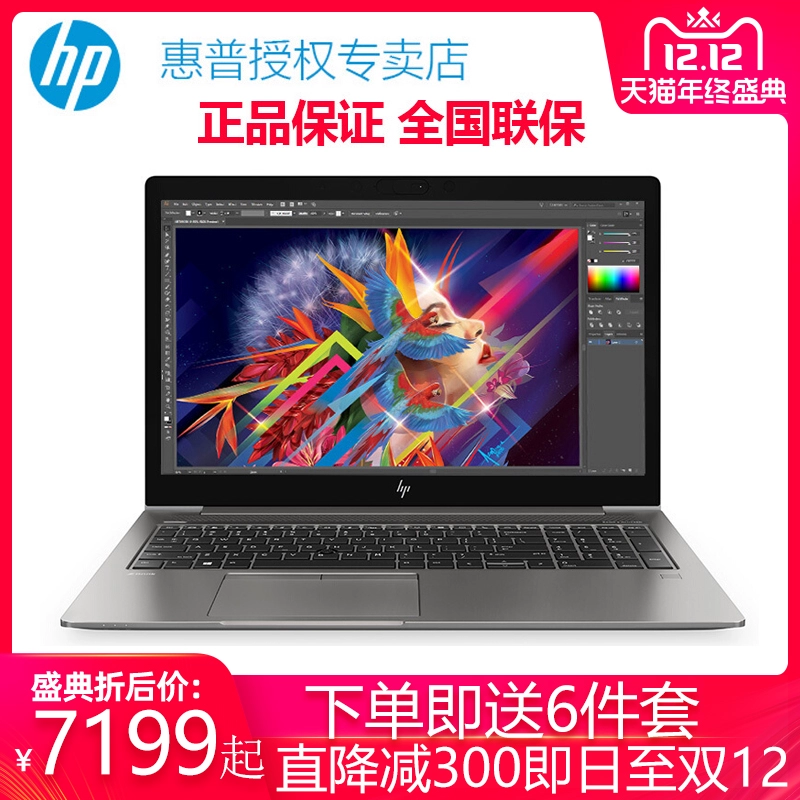 hp
惠普授权专卖店
12.12
天猫年终盛典
正品保证 全国联保
hp
盛典折后价:
¥7199起
下单即送6件套
直降减300即日至双12